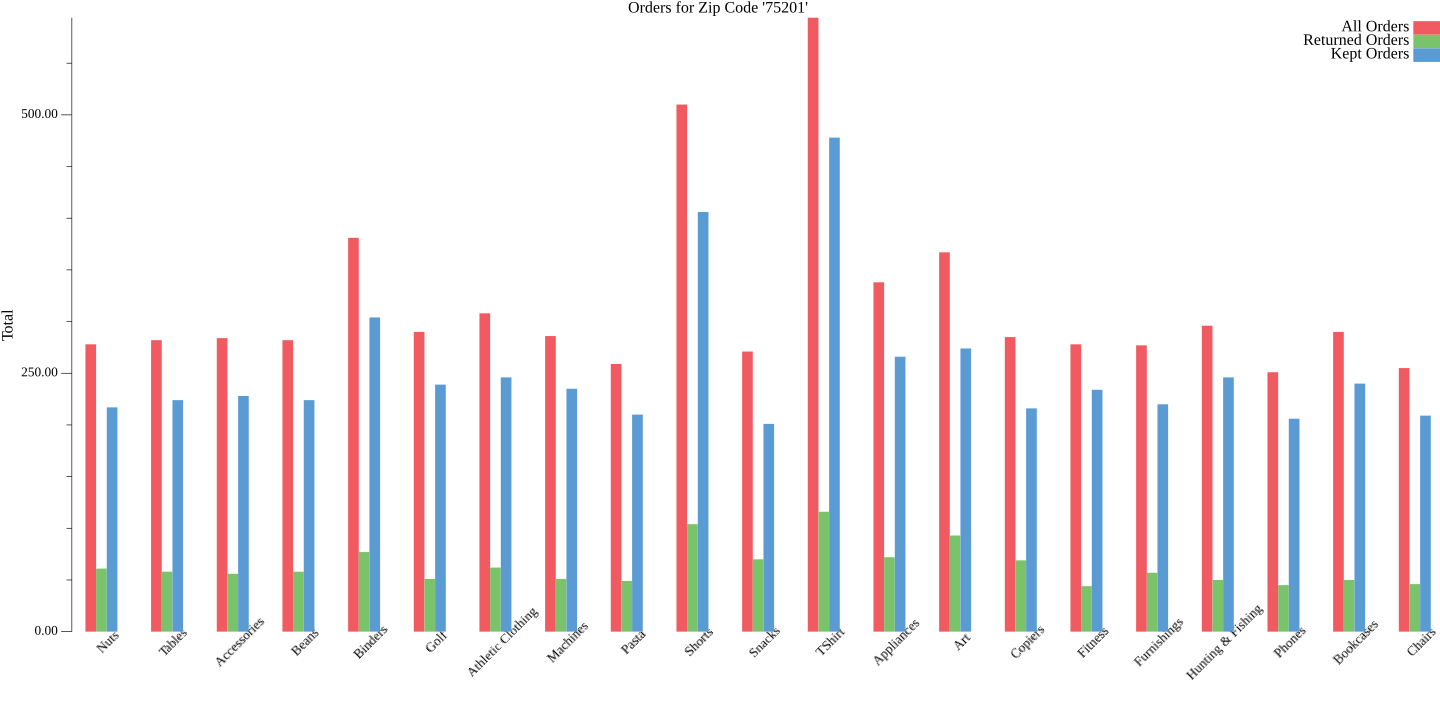 Orders for Zip Code '75201'
All Orders
Returned Orders
Kept Orders
500.00
250.00
0.00
Total
Nuts
Tables
Accessories
Beans
Binders
Golf
Athletic Clothing
Machines
Pasta
Shorts
Snacks
TShirt
Appliances
Art
Copiers
Fitness
Furnishings
Hunting & Fishing
Phones
Bookcases
Chairs